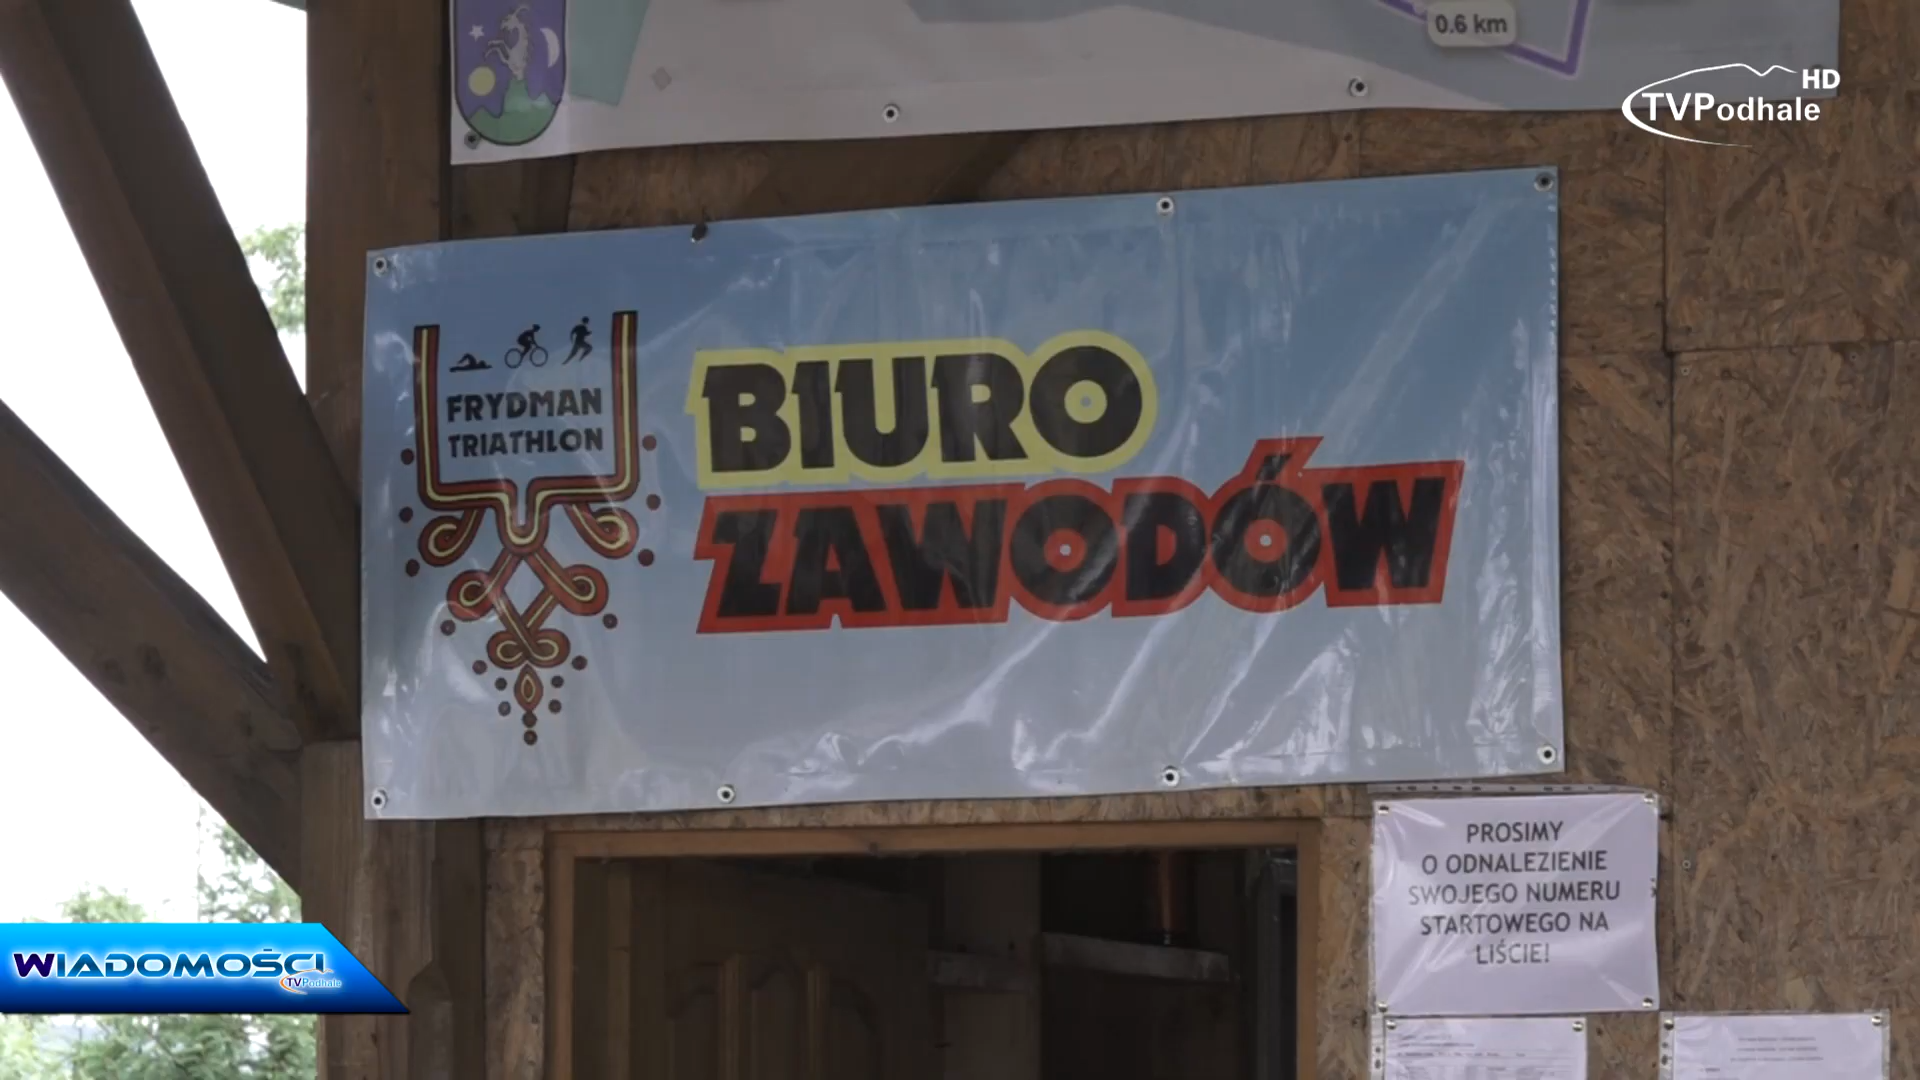 0.6 km
HD
TVPodhale
FRYDMAN
TRIATHLON
BIURO
ZAWODÓW
PROSIMY
O ODNALEZIENIE
SWOJEGO NUMERU
STARTOWEGO NA
LIŚCIE!
WIADOMOŚCI
TVPodhale